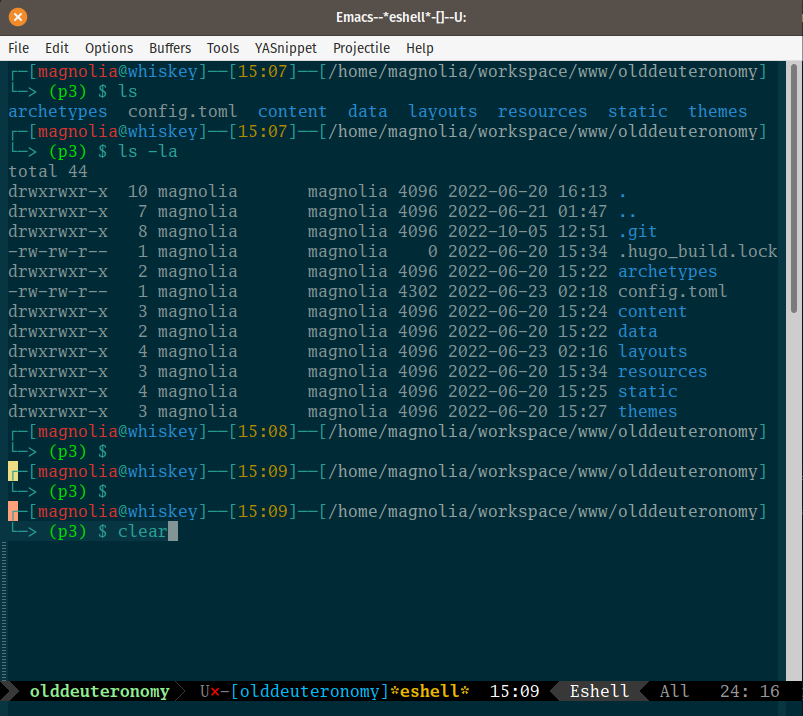 Emacs--*eshell*-[]--U:
File Edit Options Buffers Tools YASnippet Projectile Help
┌─[magnolia@whiskey]──[15:07]──[/home/magnolia/workspace/www/olddeuteronomy]
└─> (p3) $ ls
archetypes  config.toml  content  data  layouts  resources  static  themes
┌─[magnolia@whiskey]──[15:07]──[/home/magnolia/workspace/www/olddeuteronomy]
└─> (p3) $ ls -la
total 44
drwxrwxr-x  10 magnolia       magnolia 4096 2022-06-20 16:13 .
drwxrwxr-x   7 magnolia       magnolia 4096 2022-06-21 01:47 ..
drwxrwxr-x   8 magnolia       magnolia 4096 2022-10-05 12:51 .git
-rw-rw-r--   1 magnolia       magnolia    0 2022-06-20 15:34 .hugo_build.lock
drwxrwxr-x   2 magnolia       magnolia 4096 2022-06-20 15:22 archetypes
-rw-rw-r--   1 magnolia       magnolia 4302 2022-06-23 02:18 config.toml
drwxrwxr-x   3 magnolia       magnolia 4096 2022-06-20 15:24 content
drwxrwxr-x   2 magnolia       magnolia 4096 2022-06-20 15:22 data
drwxrwxr-x   4 magnolia       magnolia 4096 2022-06-23 02:16 layouts
drwxrwxr-x   3 magnolia       magnolia 4096 2022-06-20 15:34 resources
drwxrwxr-x   4 magnolia       magnolia 4096 2022-06-20 15:25 static
drwxrwxr-x   3 magnolia       magnolia 4096 2022-06-20 15:27 themes
┌─[magnolia@whiskey]──[15:08]──[/home/magnolia/workspace/www/olddeuteronomy]
└─> (p3) $
┌─[magnolia@whiskey]──[15:09]──[/home/magnolia/workspace/www/olddeuteronomy]
└─> (p3) $
┌─[magnolia@whiskey]──[15:09]──[/home/magnolia/workspace/www/olddeuteronomy]
└─> (p3) $ clear
olddeuteronomy U×-[olddeuteronomy]*eshell* 15:09 Eshell All 24: 16